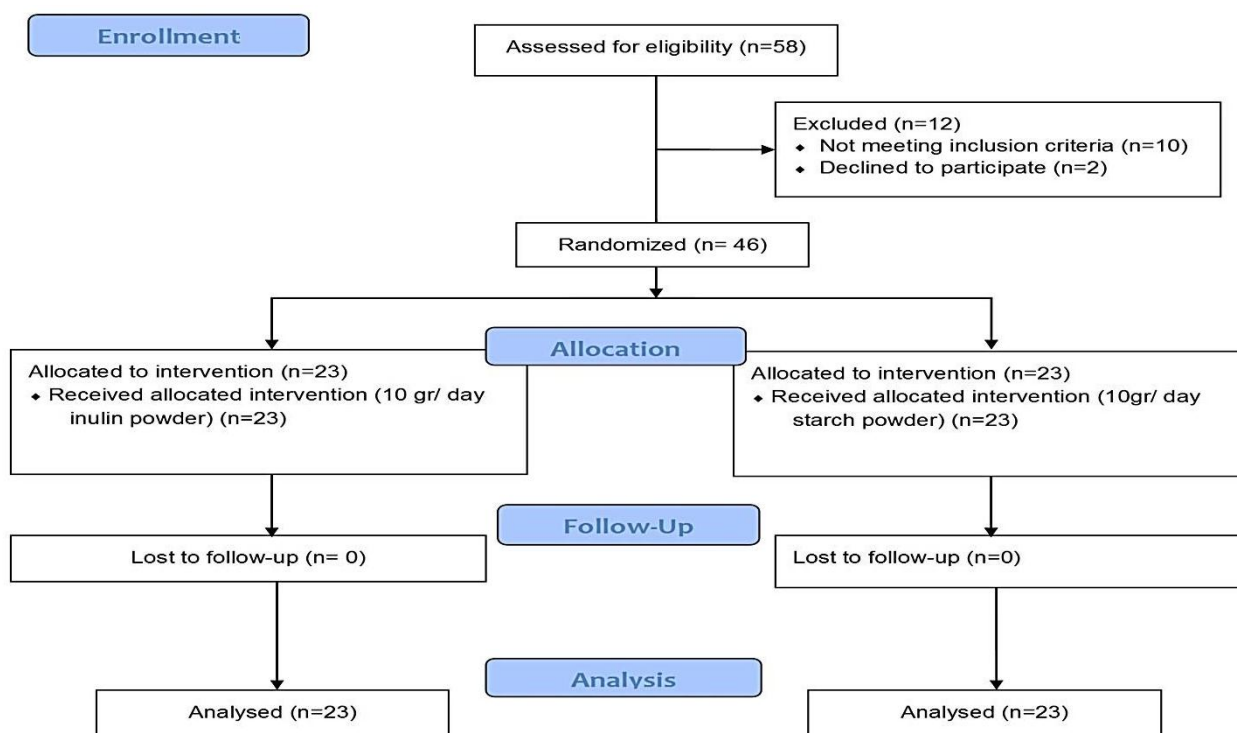 Enrollment
Assessed for eligibility (n=58)
Excluded (n=12)
◆ Not meeting inclusion criteria (n=10)
◆ Declined to participate (n=2)
Randomized (n= 46)
Allocation
Allocated to intervention (n=23)
◆ Received allocated intervention (10 gr/ day
inulin powder) (n=23)
Allocated to intervention (n=23)
◆ Received allocated intervention (10gr/ day
starch powder) (n=23)
Follow-Up
Lost to follow-up (n= 0)
Lost to follow-up (n=0)
Analysis
Analysed (n=23)
Analysed (n=23)